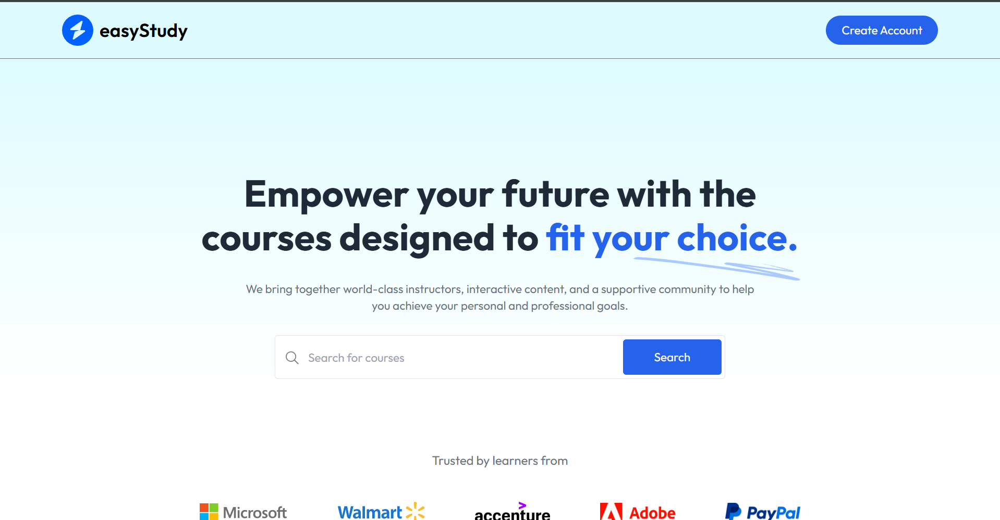 easyStudy
Create Account
Empower your future with the
courses designed to fit your choice.
We bring together world-class instructors, interactive content, and a supportive community to help
you achieve your personal and professional goals.
Search for courses
Search
Trusted by learners from
Microsoft
Walmart
accenture
Adobe
PayPal